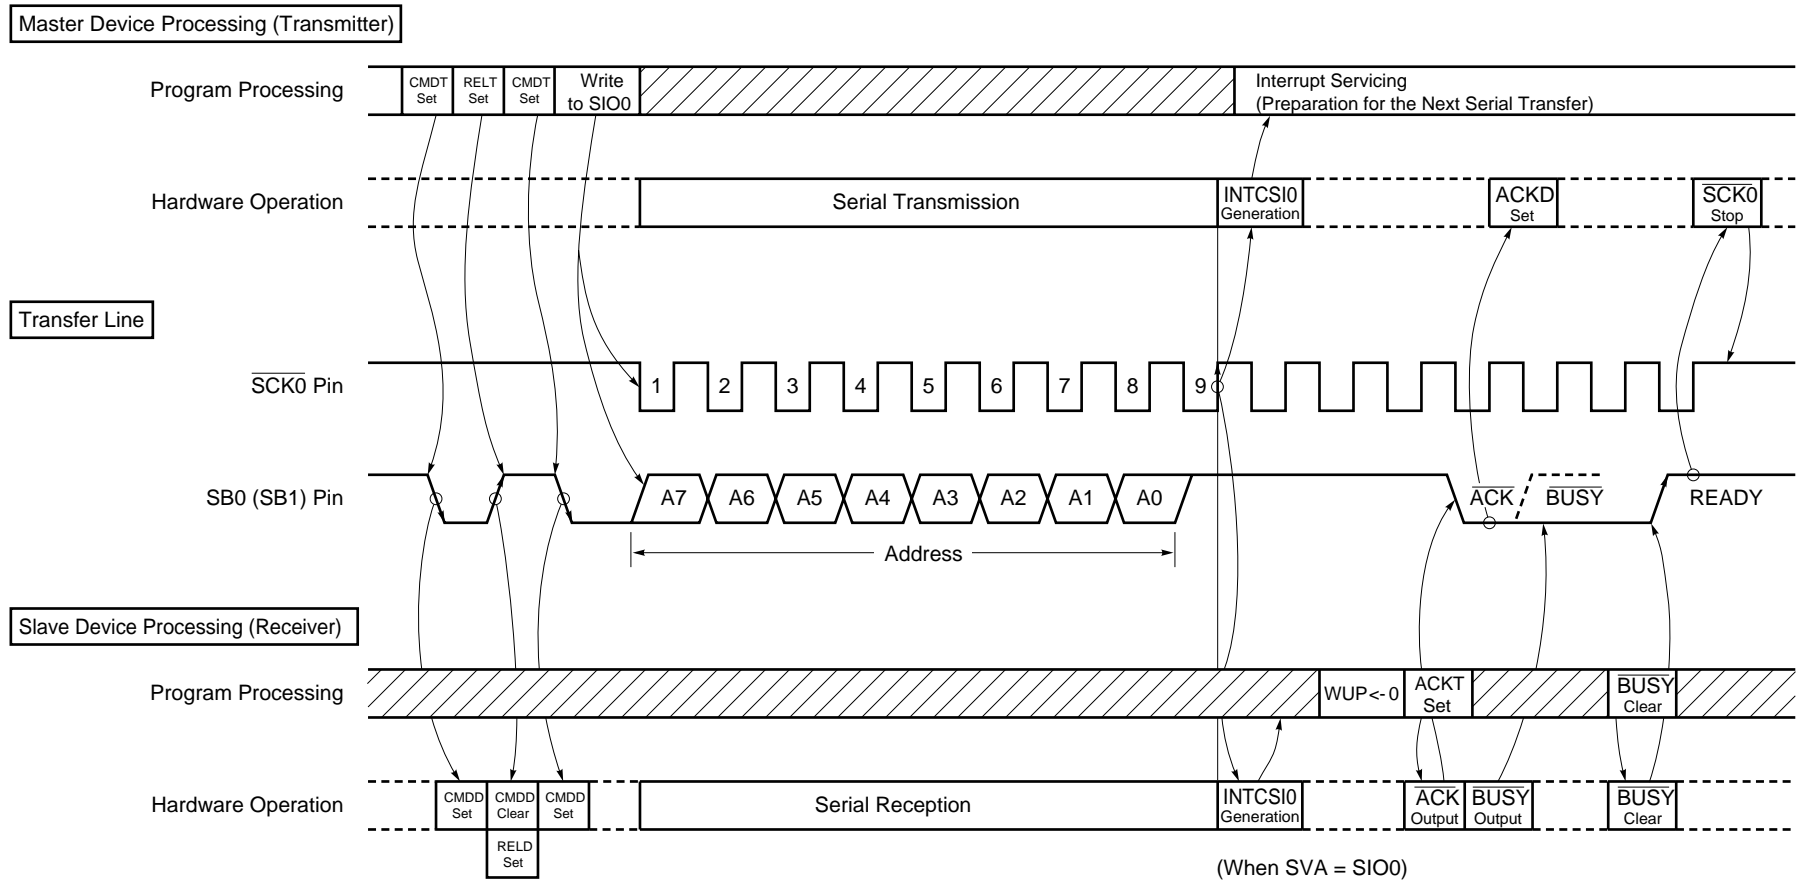 Master Device Processing (Transmitter)
Program Processing
CMDT
Set
RELT
Set
CMDT
Set
Write
to SIO0
Interrupt Servicing
(Preparation for the Next Serial Transfer)
Hardware Operation
Serial Transmission
INTCSI0
Generation
ACKD
Set
SCK0
Stop
Transfer Line
SCK0 Pin
1 2 3 4 5 6 7 8 9
SB0 (SB1) Pin
A7 A6 A5 A4 A3 A2 A1 A0
ACK
BUSY
READY
Address
Slave Device Processing (Receiver)
Program Processing
WUP<-0
ACKT
Set
BUSY
Clear
Hardware Operation
CMDD
Set
CMDD
Clear
CMDD
Set
RELD
Set
Serial Reception
INTCSI0
Generation
ACK
Output
BUSY
Output
BUSY
Clear
(When SVA = SIO0)